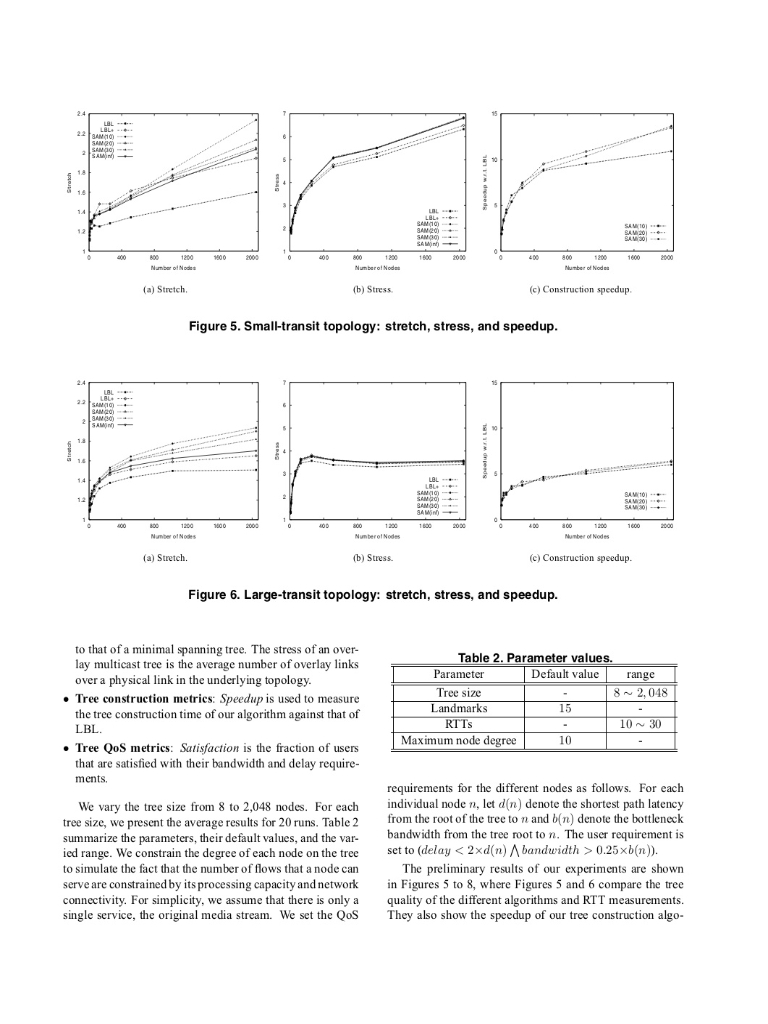 2.4
2.2
2
1.8
1.6
1.4
1.2
1
Stretch
LBL
LBL+
SAM(10)
SAM(20)
SAM(30)
SAM(inf)
0 400 800 1200 1600 2000
Number of Nodes
(a) Stretch.
7
6
5
4
3
2
1
Stress
LBL
LBL+
SAM(10)
SAM(20)
SAM(30)
SAM(inf)
0 400 800 1200 1600 2000
Number of Nodes
(b) Stress.
15
10
5
0
Speedup w.r.t. LBL
SAM(10)
SAM(20)
SAM(30)
0 400 800 1200 1600 2000
Number of Nodes
(c) Construction speedup.
Figure 5. Small-transit topology: stretch, stress, and speedup.
2.4
2.2
2
1.8
1.6
1.4
1.2
1
Stretch
LBL
LBL+
SAM(10)
SAM(20)
SAM(30)
SAM(inf)
0 400 800 1200 1600 2000
Number of Nodes
(a) Stretch.
7
6
5
4
3
2
1
Stress
LBL
LBL+
SAM(10)
SAM(20)
SAM(30)
SAM(inf)
0 400 800 1200 1600 2000
Number of Nodes
(b) Stress.
15
10
5
0
Speedup w.r.t. LBL
SAM(10)
SAM(20)
SAM(30)
0 400 800 1200 1600 2000
Number of Nodes
(c) Construction speedup.
Figure 6. Large-transit topology: stretch, stress, and speedup.
to that of a minimal spanning tree. The stress of an over-
lay multicast tree is the average number of overlay links
over a physical link in the underlying topology.
• Tree construction metrics: Speedup is used to measure
the tree construction time of our algorithm against that of
LBL.
• Tree QoS metrics: Satisfaction is the fraction of users
that are satisfied with their bandwidth and delay require-
ments.
We vary the tree size from 8 to 2,048 nodes. For each
tree size, we present the average results for 20 runs. Table 2
summarize the parameters, their default values, and the var-
ied range. We constrain the degree of each node on the tree
to simulate the fact that the number of flows that a node can
serve are constrained by its processing capacity and network
connectivity. For simplicity, we assume that there is only a
single service, the original media stream. We set the QoS
Table 2. Parameter values.
Parameter Default value range
Tree size - 8 ∼ 2, 048
Landmarks 15 -
RTTs - 10 ∼ 30
Maximum node degree 10 -
requirements for the different nodes as follows. For each
individual node n, let d(n) denote the shortest path latency
from the root of the tree to n and b(n) denote the bottleneck
bandwidth from the tree root to n. The user requirement is
set to (delay < 2×d(n) ⋀ bandwidth > 0.25×b(n)).
The preliminary results of our experiments are shown
in Figures 5 to 8, where Figures 5 and 6 compare the tree
quality of the different algorithms and RTT measurements.
They also show the speedup of our tree construction algo-